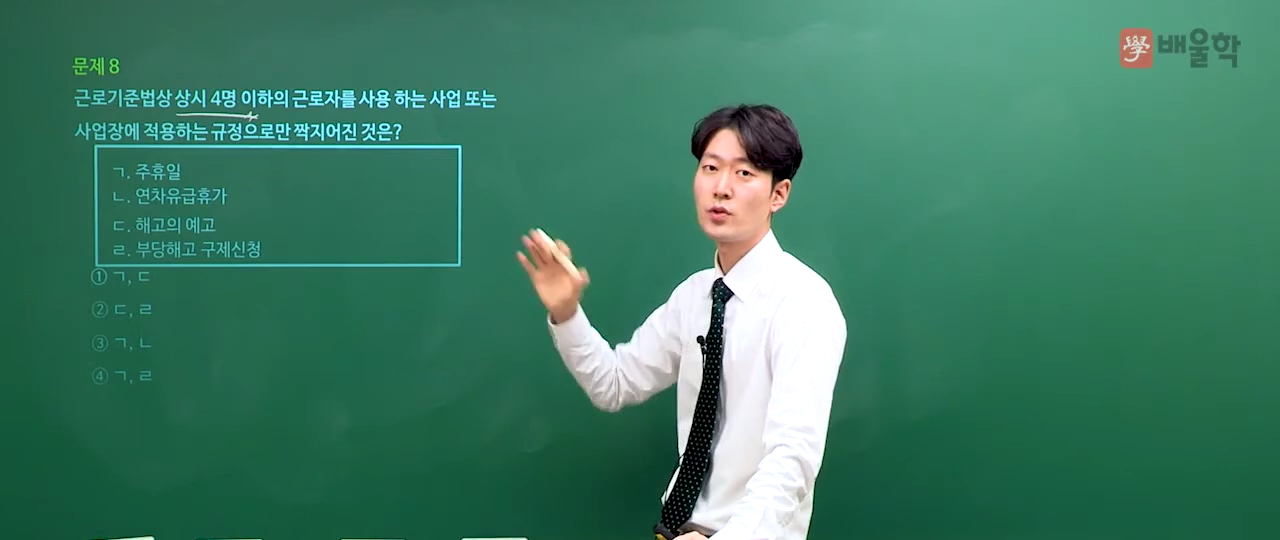 學 배울학
문제 8
근로기준법상 상시 4명 이하의 근로자를 사용 하는 사업 또는
사업장에 적용하는 규정으로만 짝지어진 것은?
ㄱ. 주휴일
ㄴ. 연차유급휴가
ㄷ. 해고의 예고
ㄹ. 부당해고 구제신청
① ㄱ, ㄷ
② ㄷ, ㄹ
③ ㄱ, ㄴ
④ ㄱ, ㄹ